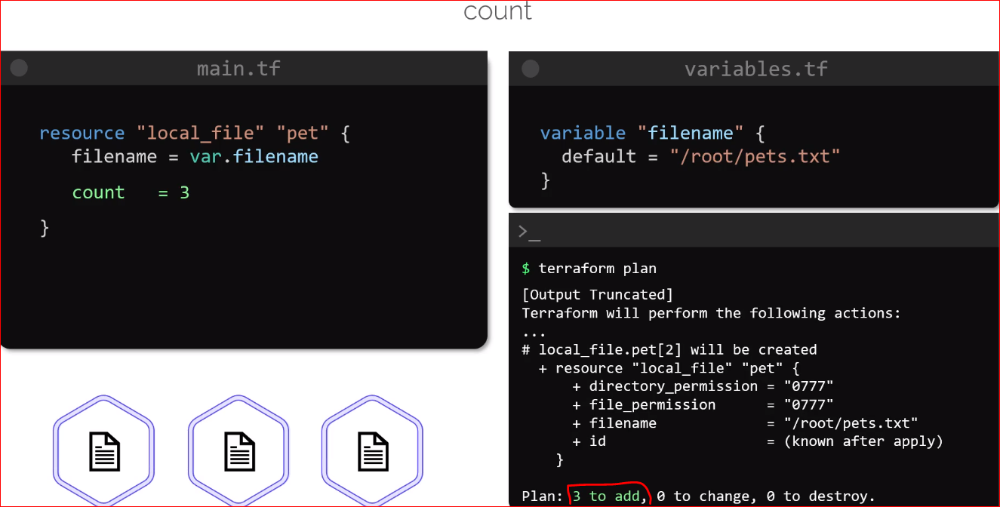 count
main.tf
resource "local_file" "pet" {
filename = var.filename
count = 3
}
variables.tf
variable "filename" {
default = "/root/pets.txt"
}
>_
$ terraform plan
[Output Truncated]
Terraform will perform the following actions:
...
# local_file.pet[2] will be created
+ resource "local_file" "pet" {
+ directory_permission = "0777"
+ file_permission = "0777"
+ filename = "/root/pets.txt"
+ id = (known after apply)
}
Plan: 3 to add, 0 to change, 0 to destroy.